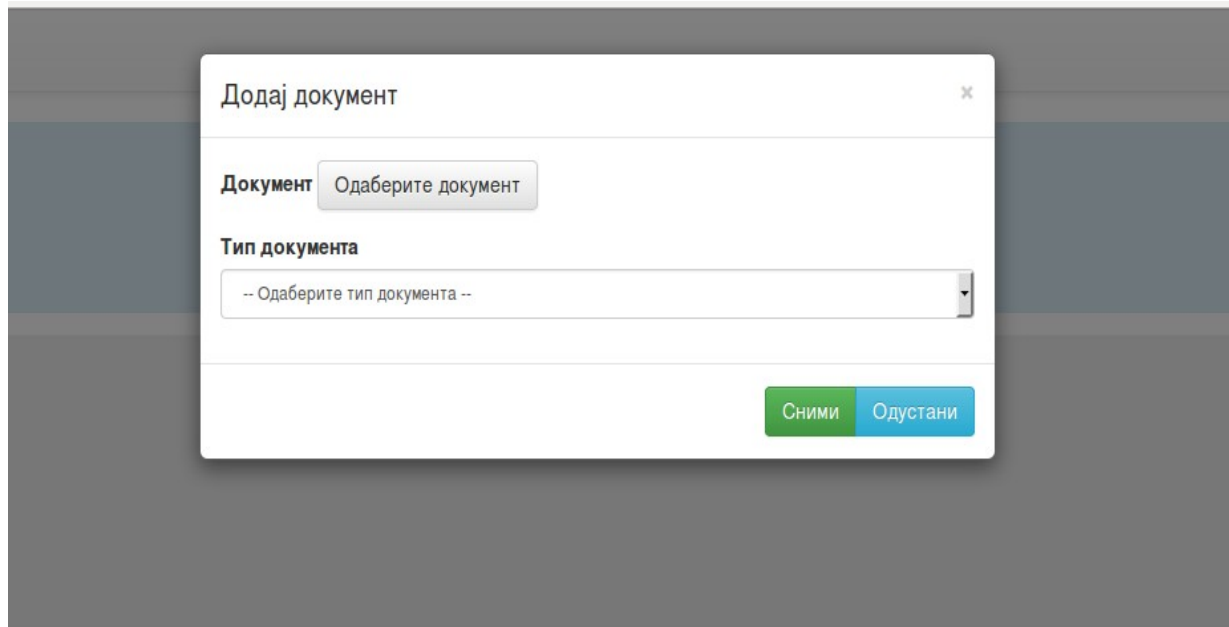 Додај документ ×
Документ Одаберите документ
Тип документа
-- Одаберите тип документа --
Сними Одустани